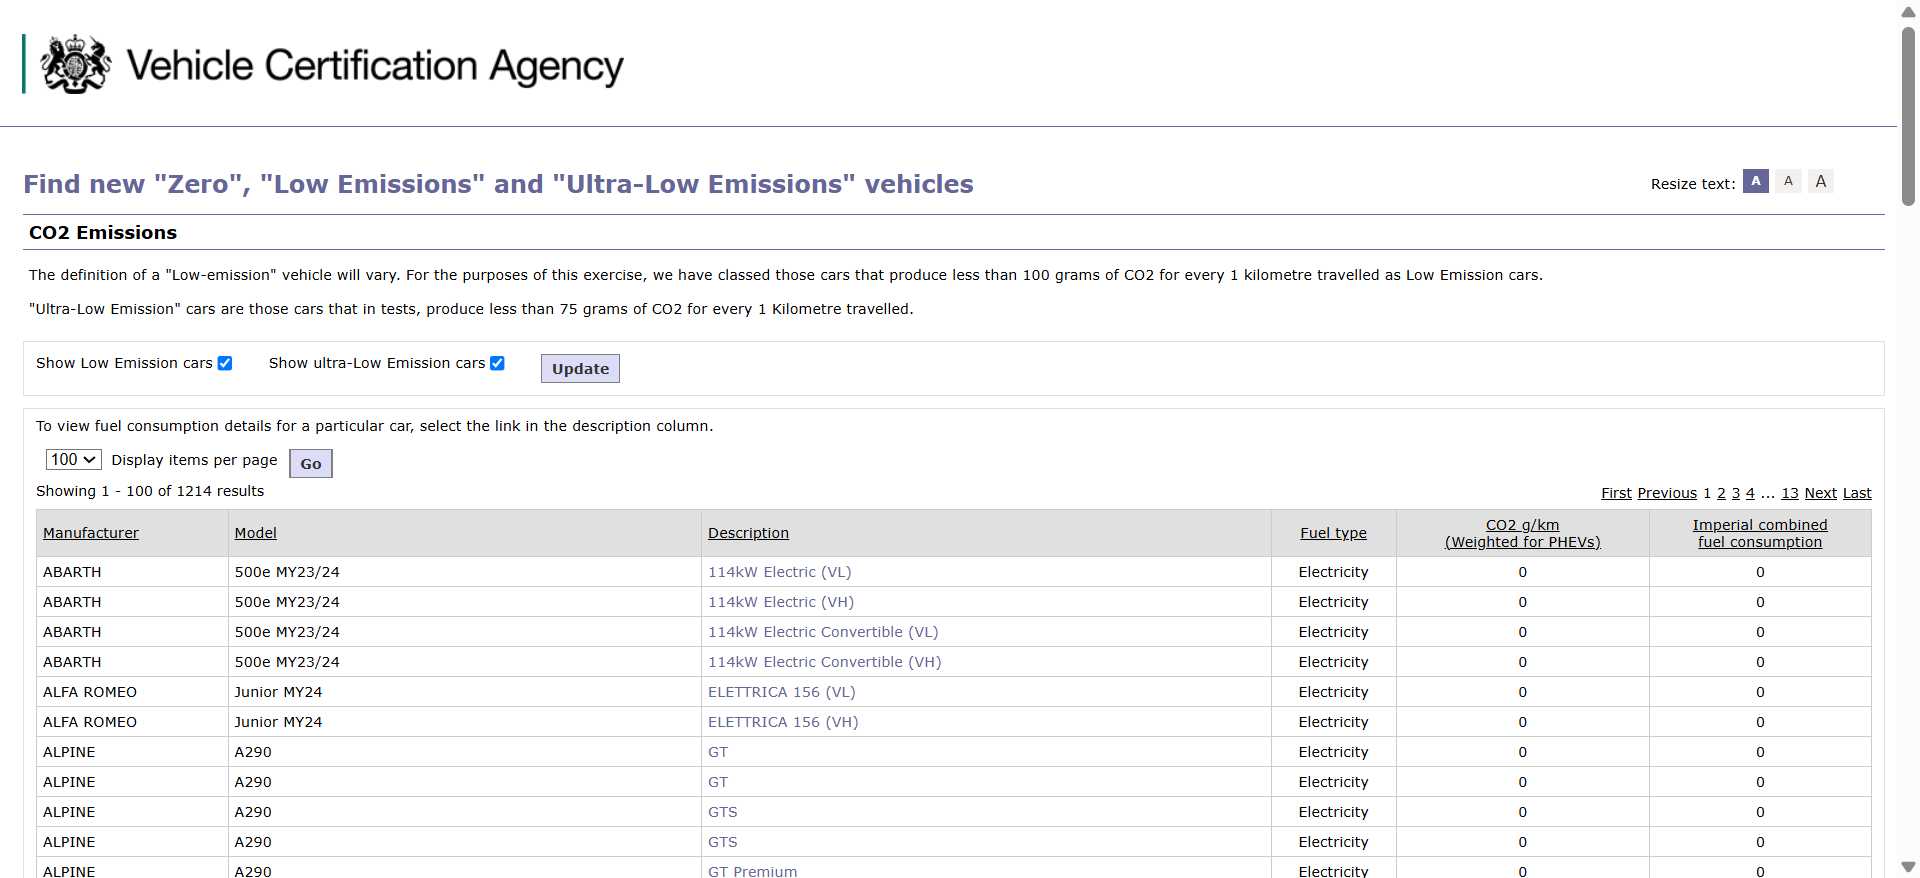 Vehicle Certification Agency
Find new "Zero", "Low Emissions" and "Ultra-Low Emissions" vehicles
Resize text: A A A
CO2 Emissions
The definition of a "Low-emission" vehicle will vary. For the purposes of this exercise, we have classed those cars that produce less than 100 grams of CO2 for every 1 kilometre travelled as Low Emission cars.
"Ultra-Low Emission" cars are those cars that in tests, produce less than 75 grams of CO2 for every 1 Kilometre travelled.
Show Low Emission cars Show ultra-Low Emission cars Update
To view fuel consumption details for a particular car, select the link in the description column.
100 Display items per page Go
Showing 1 - 100 of 1214 results First Previous 1 2 3 4 ... 13 Next Last
Manufacturer Model Description Fuel type CO2 g/km (Weighted for PHEVs) Imperial combined fuel consumption
ABARTH 500e MY23/24 114kW Electric (VL) Electricity 0 0
ABARTH 500e MY23/24 114kW Electric (VH) Electricity 0 0
ABARTH 500e MY23/24 114kW Electric Convertible (VL) Electricity 0 0
ABARTH 500e MY23/24 114kW Electric Convertible (VH) Electricity 0 0
ALFA ROMEO Junior MY24 ELETTRICA 156 (VL) Electricity 0 0
ALFA ROMEO Junior MY24 ELETTRICA 156 (VH) Electricity 0 0
ALPINE A290 GT Electricity 0 0
ALPINE A290 GT Electricity 0 0
ALPINE A290 GTS Electricity 0 0
ALPINE A290 GTS Electricity 0 0
ALPINE A290 GT Premium Electricity 0 0